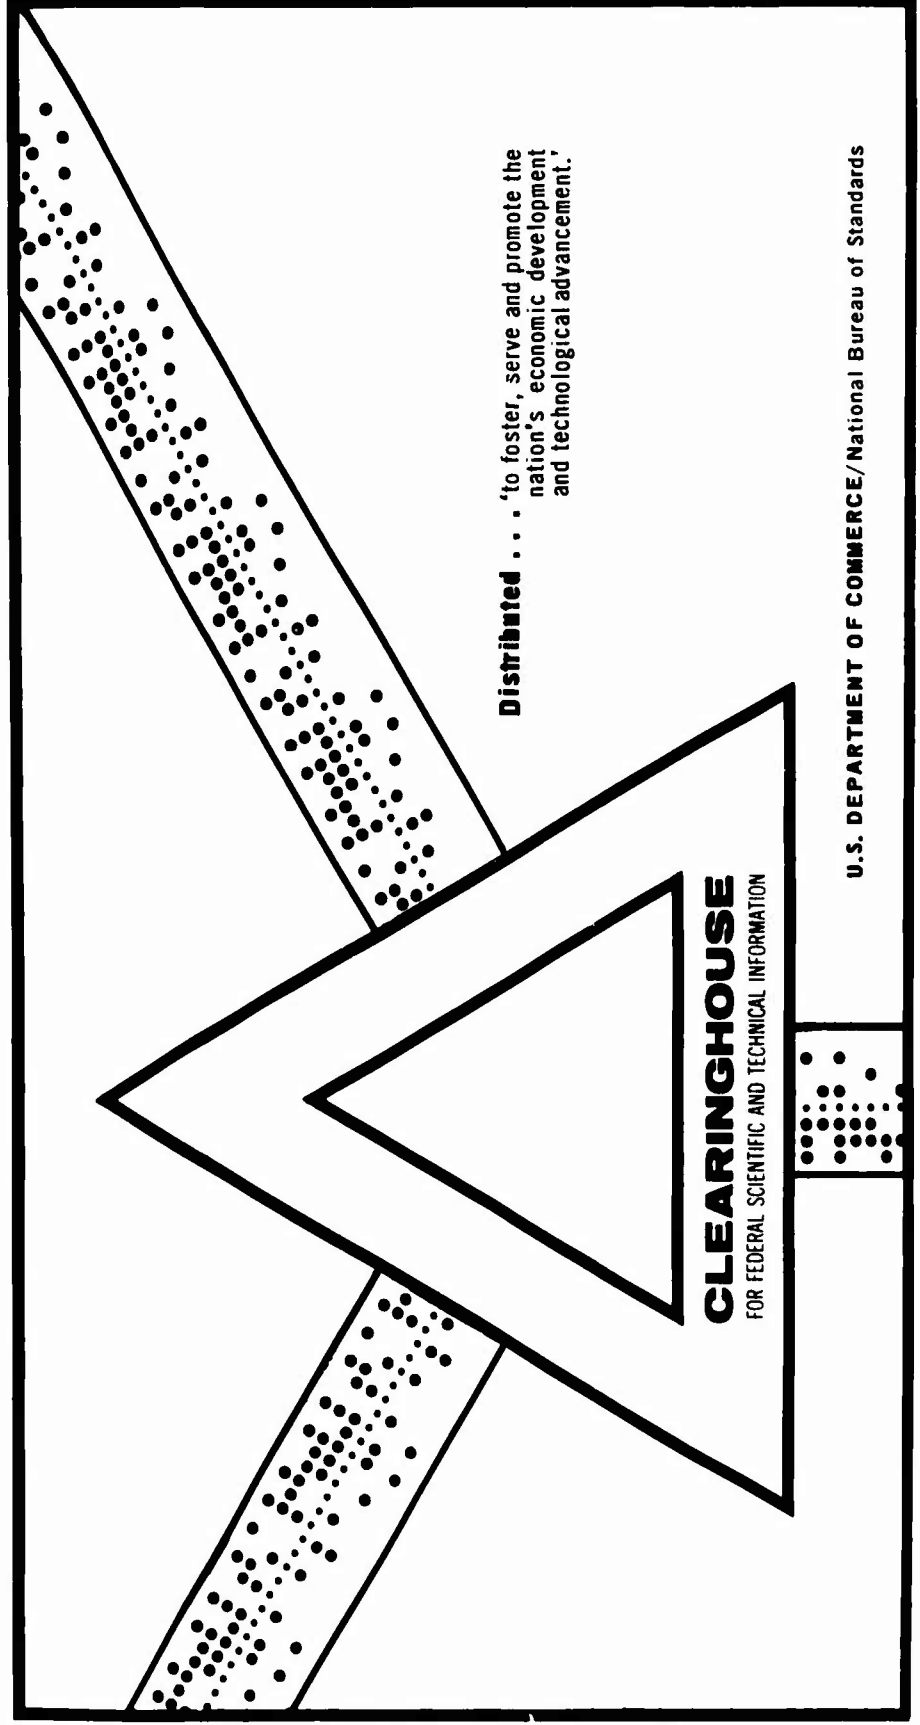 Distributed . . . 'to foster, serve and promote the
nation's economic development
and technological advancement.'
CLEARINGHOUSE
FOR FEDERAL SCIENTIFIC AND TECHNICAL INFORMATION
U.S. DEPARTMENT OF COMMERCE/National Bureau of Standards